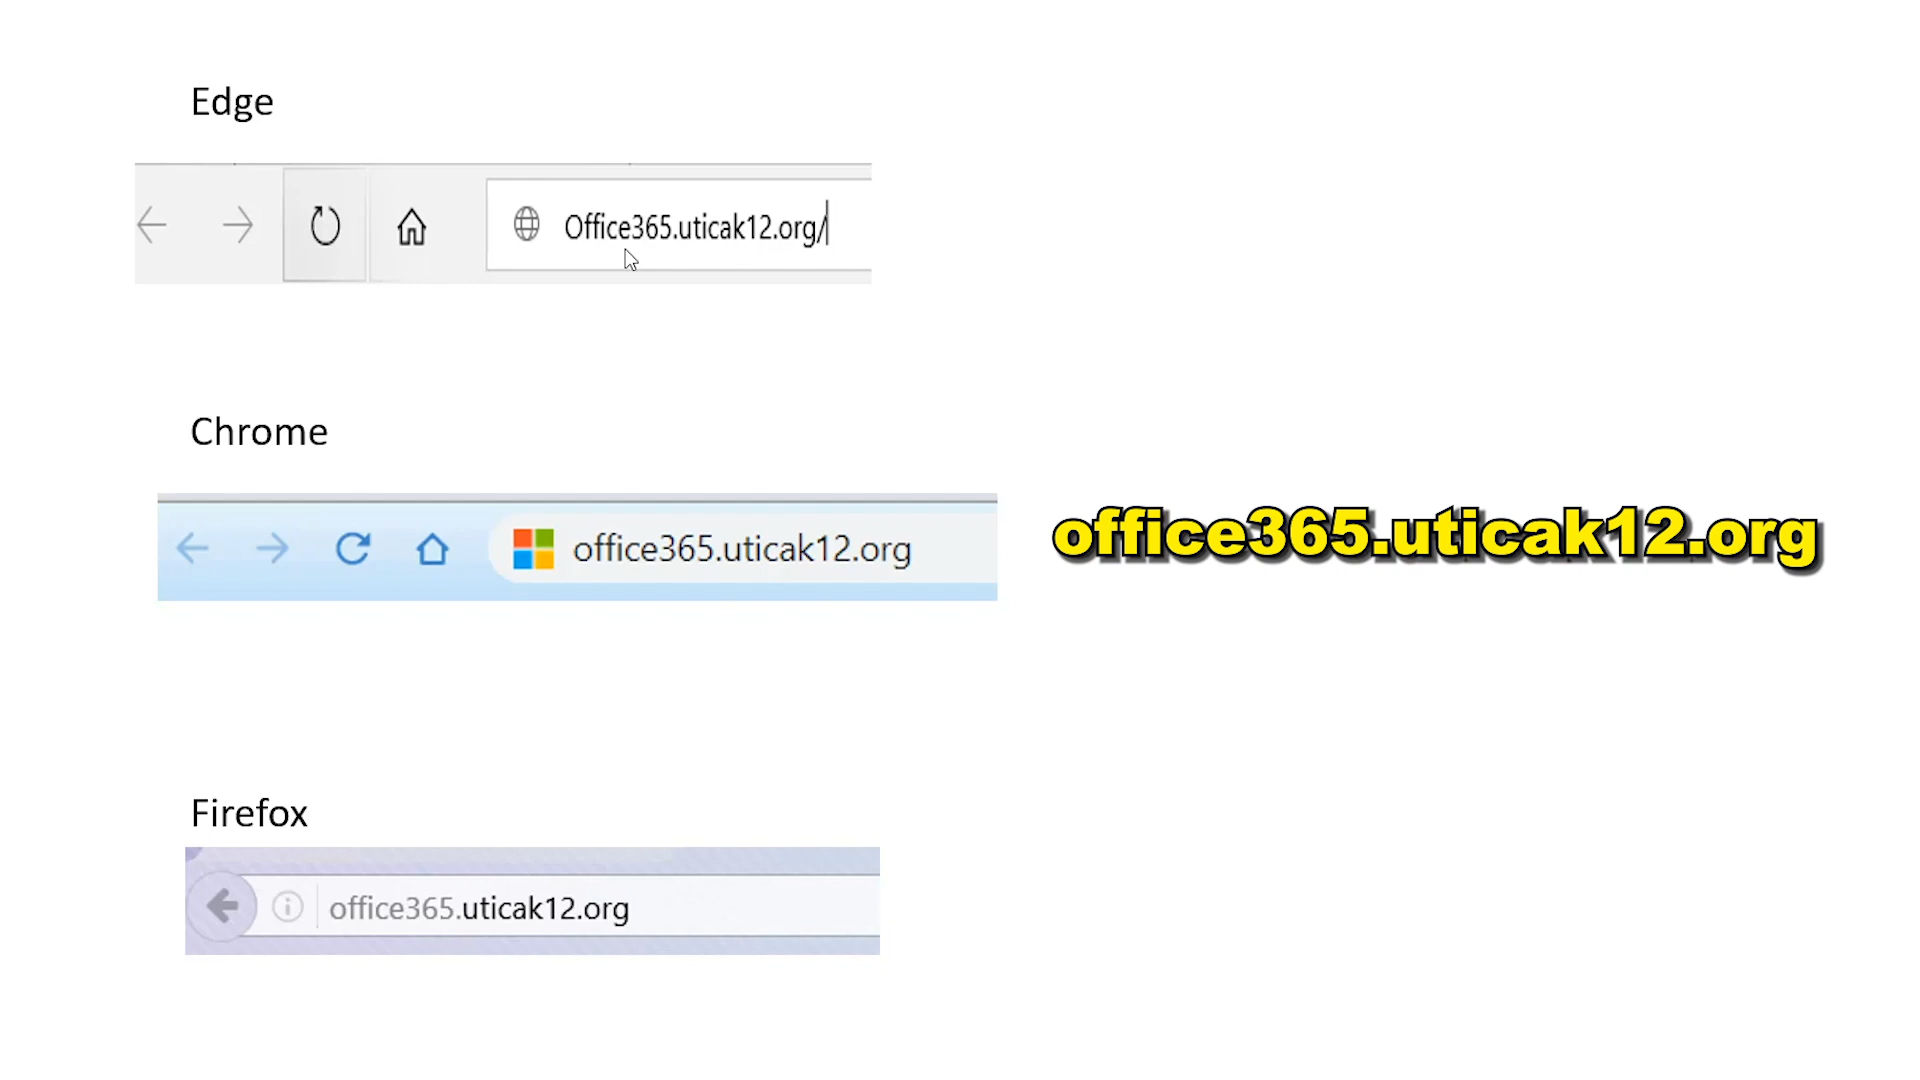 Edge
Office365.uticak12.org/
Chrome
office365.uticak12.org
office365.uticak12.org
Firefox
office365.uticak12.org